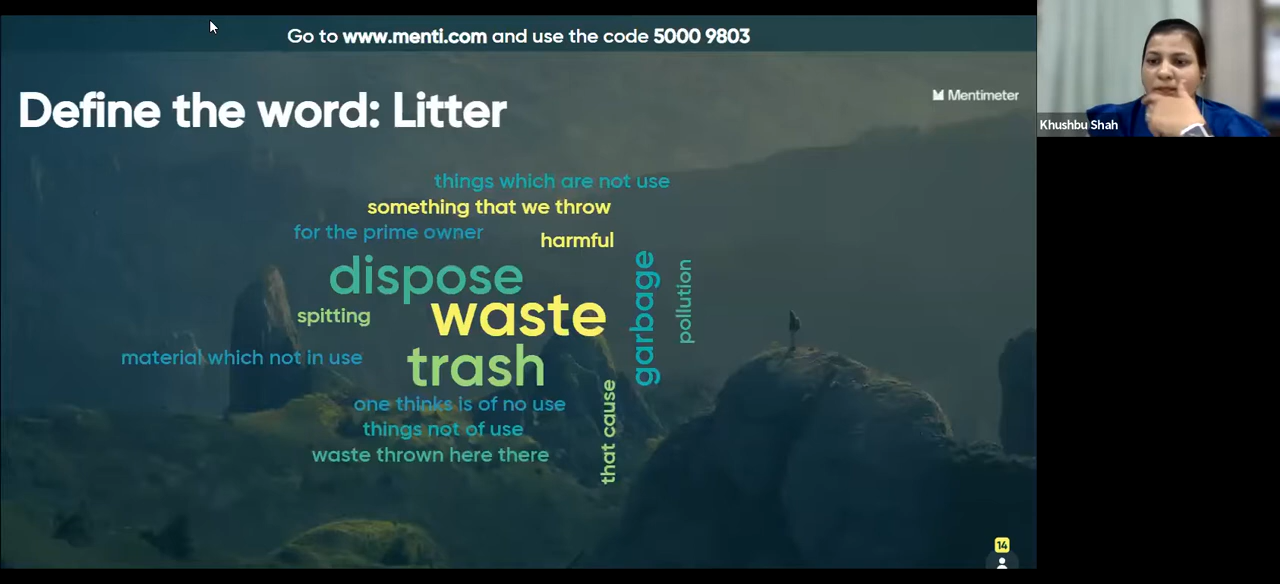 Go to www.menti.com and use the code 5000 9803
Define the word: Litter
Mentimeter
Khushbu Shah
things which are not use
something that we throw
for the prime owner
harmful
dispose
garbage
pollution
spitting
waste
material which not in use
trash
one thinks is of no use
that cause
things not of use
waste thrown here there
14